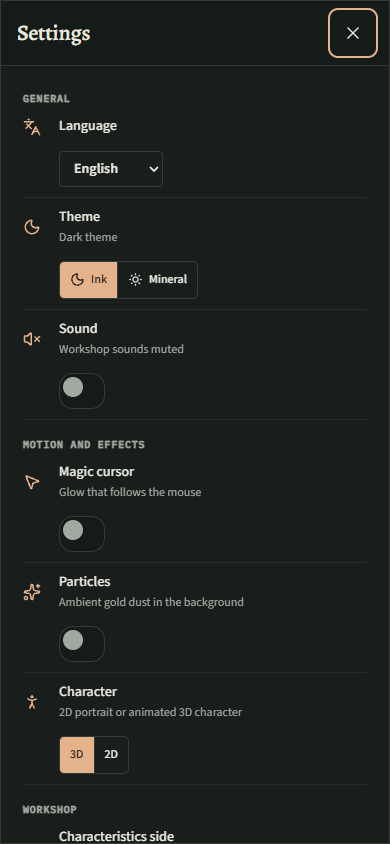 Settings
GENERAL
Language
English
Theme
Dark theme
Ink
Mineral
Sound
Workshop sounds muted
MOTION AND EFFECTS
Magic cursor
Glow that follows the mouse
Particles
Ambient gold dust in the background
Character
2D portrait or animated 3D character
3D
2D
WORKSHOP
Characteristics side